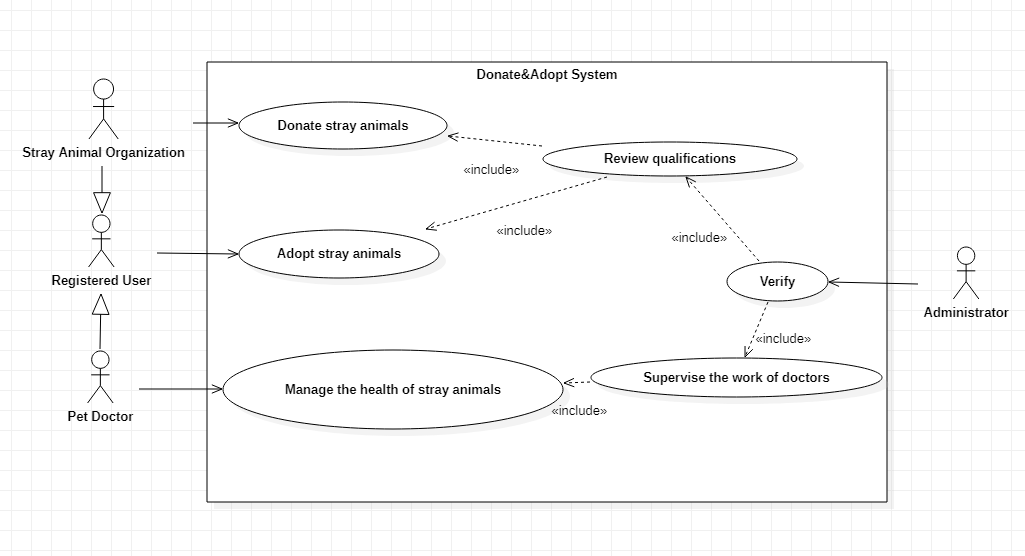 Donate&Adopt System
Stray Animal Organization
Donate stray animals
Review qualifications
«include»
«include»
«include»
Registered User
Adopt stray animals
Verify
Administrator
«include»
Pet Doctor
Manage the health of stray animals
Supervise the work of doctors
«include»